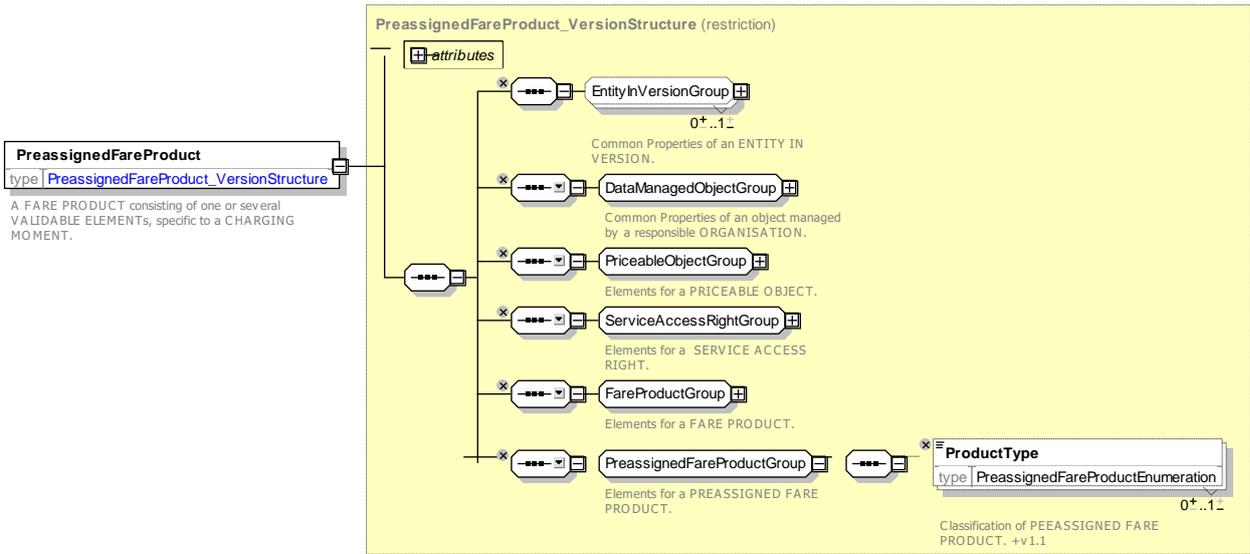 PreassignedFareProduct_VersionStructure (restriction)
attributes
EntityInVersionGroup
0..1
Common Properties of an ENTITY IN
VERSION.
PreassignedFareProduct
type PreassignedFareProduct_VersionStructure
A FARE PRODUCT consisting of one or several
VALIDABLE ELEMENTs, specific to a CHARGING
MOMENT.
DataManagedObjectGroup
Common Properties of an object managed
by a responsible ORGANISATION.
PriceableObjectGroup
Elements for a PRICEABLE OBJECT.
ServiceAccessRightGroup
Elements for a SERVICE ACCESS
RIGHT.
FareProductGroup
Elements for a FARE PRODUCT.
PreassignedFareProductGroup
Elements for a PREASSIGNED FARE
PRODUCT.
ProductType
type PreassignedFareProductEnumeration
0..1
Classification of PEEASSIGNED FARE
PRODUCT. +v1.1